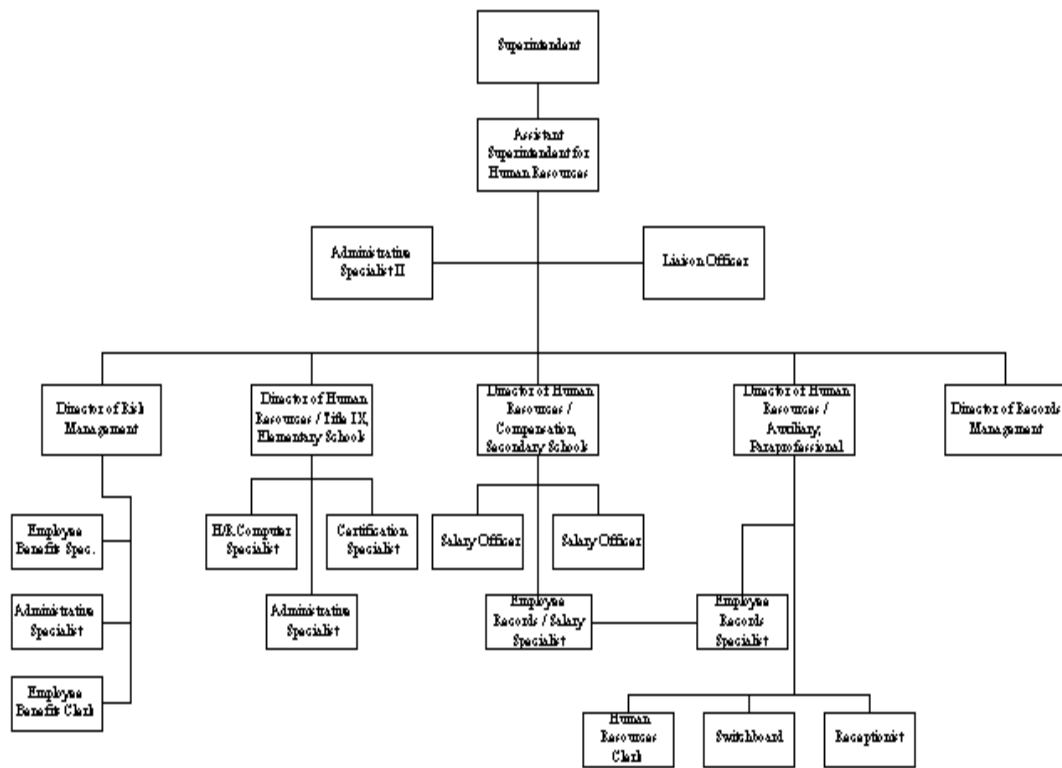 Superintendent
Assistant
Superintendent for
Human Resources
Administrative
Specialist II
Liaison Officer
Director of Risk
Management
Director of Human
Resources / Title IX,
Elementary Schools
Director of Human
Resources /
Compensation,
Secondary Schools
Director of Human
Resources /
Auxiliary,
Paraprofessional
Director of Records
Management
Employee
Benefits Spec.
H/R Computer
Specialist
Certification
Specialist
Salary Officer
Salary Officer
Administrative
Specialist
Administrative
Specialist
Employee
Records / Salary
Specialist
Employee
Records
Specialist
Employee
Benefits Clerk
Human
Resources
Clerk
Switchboard
Receptionist